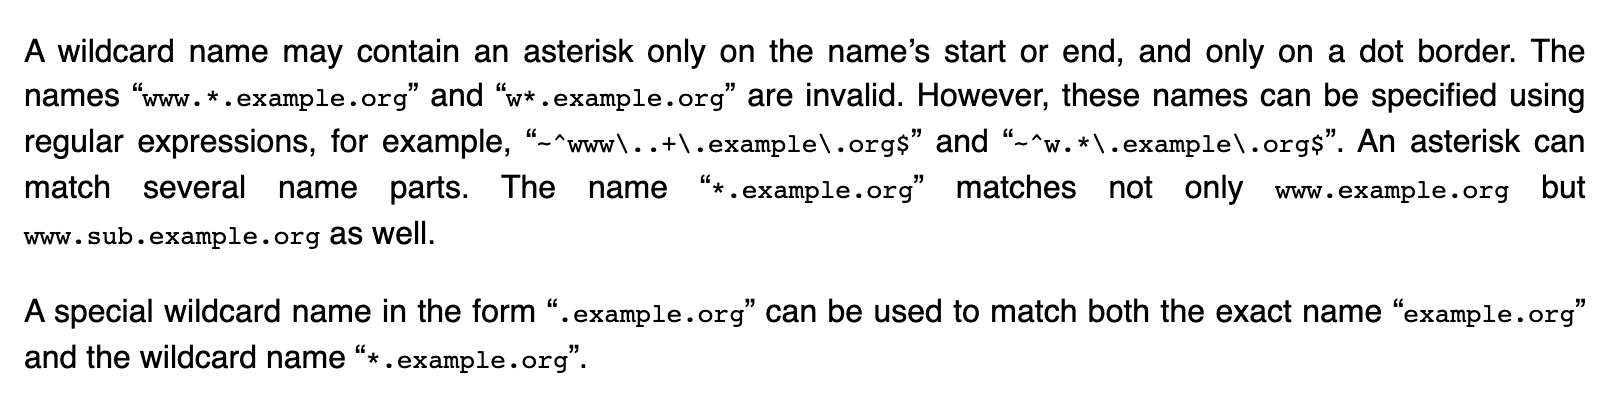 A wildcard name may contain an asterisk only on the name’s start or end, and only on a dot border. The
names “www.*.example.org” and “w*.example.org” are invalid. However, these names can be specified using
regular expressions, for example, “~^www\..+\.example\.org$” and “~^w.*\.example\.org$”. An asterisk can
match several name parts. The name “*.example.org” matches not only www.example.org but
www.sub.example.org as well.
A special wildcard name in the form “.example.org” can be used to match both the exact name “example.org”
and the wildcard name “*.example.org”.